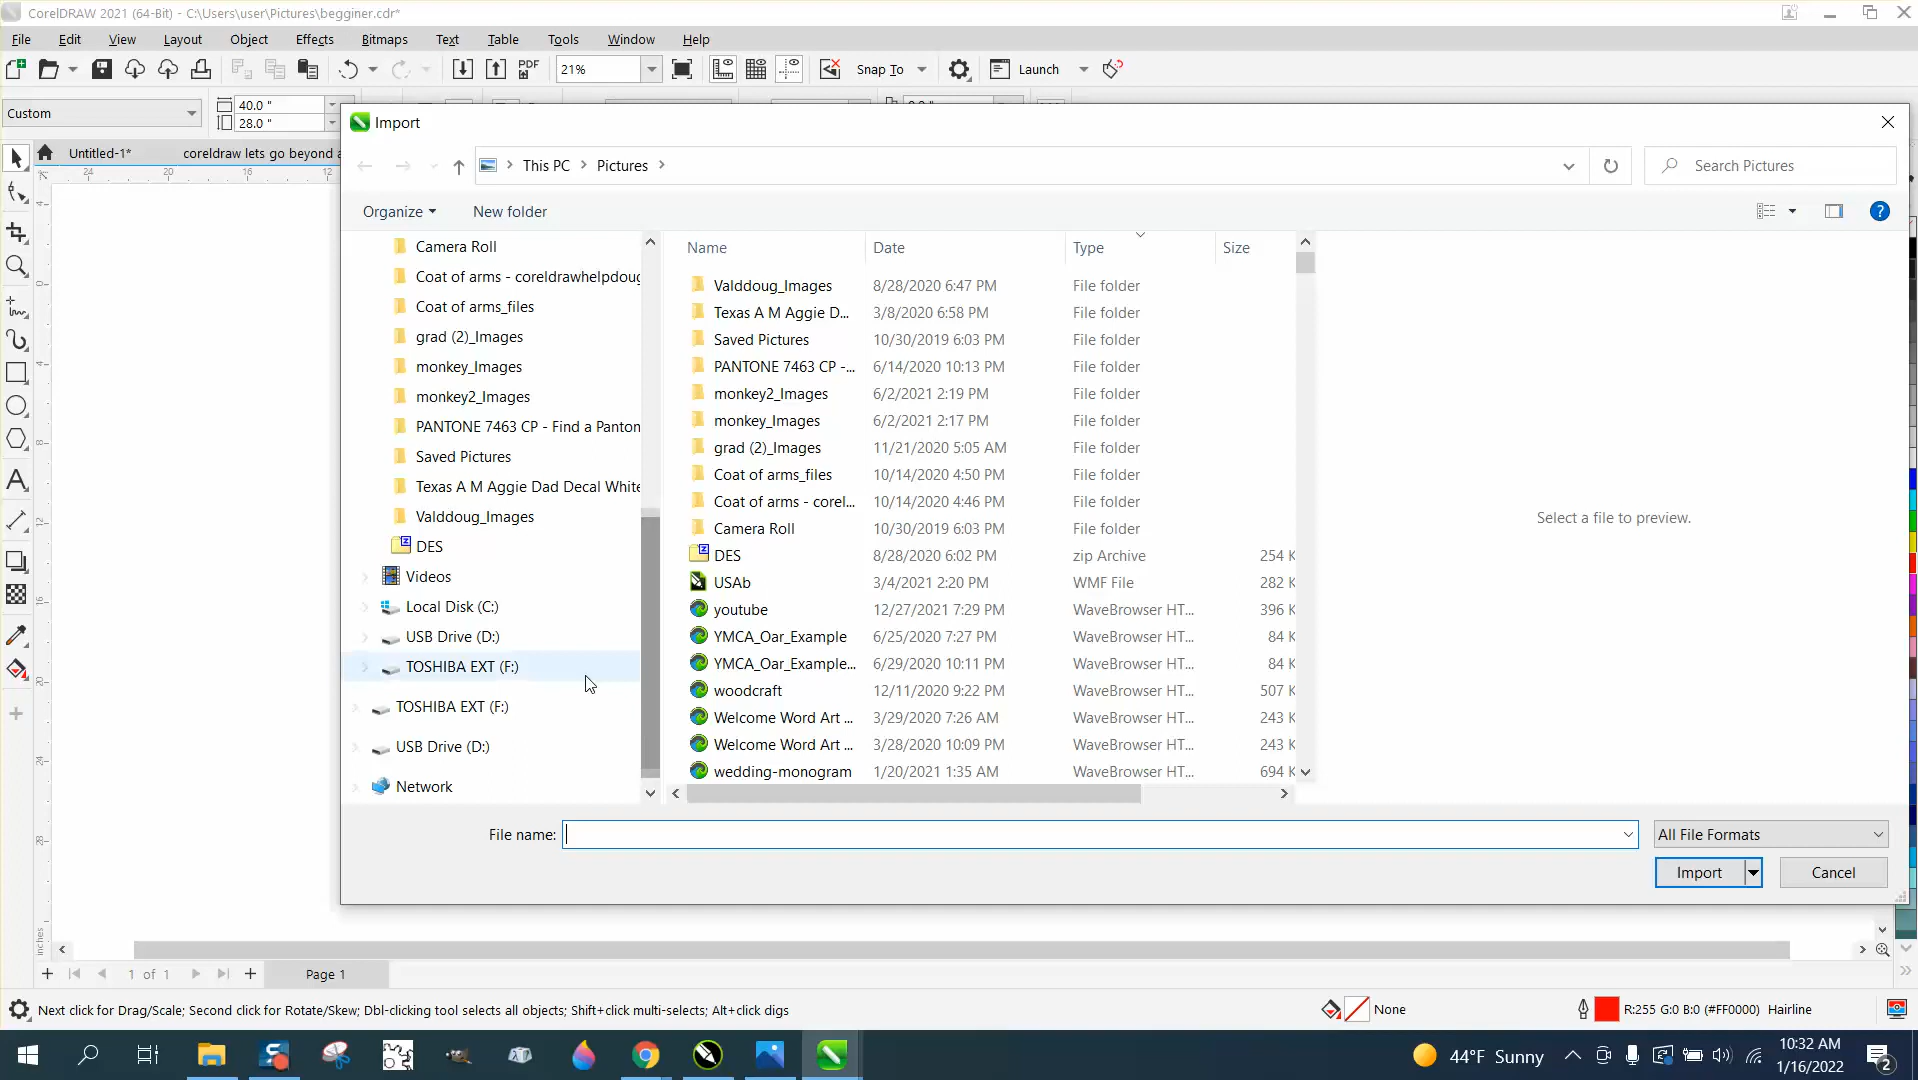 CorelDRAW 2021 (64-Bit) - C:\Users\user\Pictures\begginer.cdr*
File Edit View Layout Object Effects Bitmaps Text Table Tools Window Help
PDF 21% Snap To Launch
Custom 40.0 "
28.0 "
Untitled-1* coreldraw lets go beyond a
24 20 16 12
Import
This PC Pictures Search Pictures
Organize New folder
Camera Roll
Coat of arms - coreldrawhelpdoug
Coat of arms_files
grad (2)_Images
monkey_Images
monkey2_Images
PANTONE 7463 CP - Find a Panton
Saved Pictures
Texas A M Aggie Dad Decal White
Valddoug_Images
DES
Videos
Local Disk (C:)
USB Drive (D:)
TOSHIBA EXT (F:)
TOSHIBA EXT (F:)
USB Drive (D:)
Network
Name Date Type Size
Valddoug_Images 8/28/2020 6:47 PM File folder
Texas A M Aggie D... 3/8/2020 6:58 PM File folder
Saved Pictures 10/30/2019 6:03 PM File folder
PANTONE 7463 CP -... 6/14/2020 10:13 PM File folder
monkey2_Images 6/2/2021 2:19 PM File folder
monkey_Images 6/2/2021 2:17 PM File folder
grad (2)_Images 11/21/2020 5:05 AM File folder
Coat of arms_files 10/14/2020 4:50 PM File folder
Coat of arms - corel... 10/14/2020 4:46 PM File folder
Camera Roll 10/30/2019 6:03 PM File folder
DES 8/28/2020 6:02 PM zip Archive 254 K
USAb 3/4/2021 2:20 PM WMF File 282 K
youtube 12/27/2021 7:29 PM WaveBrowser HT... 396 K
YMCA_Oar_Example 6/25/2020 7:27 PM WaveBrowser HT... 84 K
YMCA_Oar_Example... 6/29/2020 10:11 PM WaveBrowser HT... 84 K
woodcraft 12/11/2020 9:22 PM WaveBrowser HT... 507 K
Welcome Word Art ... 3/29/2020 7:26 AM WaveBrowser HT... 243 K
Welcome Word Art ... 3/28/2020 10:09 PM WaveBrowser HT... 243 K
wedding-monogram 1/20/2021 1:35 AM WaveBrowser HT... 694 K
Select a file to preview.
File name: All File Formats
Import Cancel
inches
1 of 1 Page 1
Next click for Drag/Scale; Second click for Rotate/Skew; Dbl-clicking tool selects all objects; Shift+click multi-selects; Alt+click digs None R:255 G:0 B:0 (#FF0000) Hairline
44°F Sunny 10:32 AM
1/16/2022 2